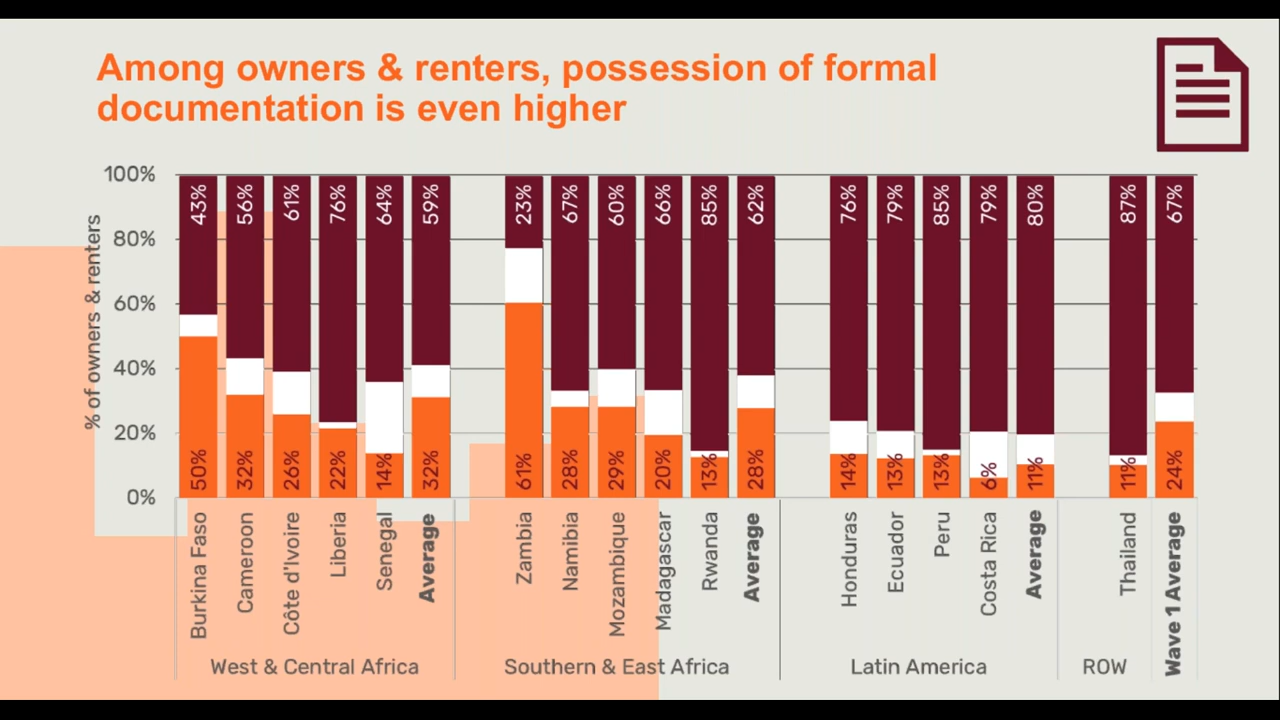 Among owners & renters, possession of formal
documentation is even higher
% of owners & renters
100%
80%
60%
40%
20%
0%
43% 56% 61% 76% 64% 59% 23% 67% 60% 66% 85% 62% 76% 79% 85% 79% 80% 87% 67%
50% 32% 26% 22% 14% 32% 61% 28% 29% 20% 13% 28% 14% 13% 13% 6% 11% 11% 24%
Burkina Faso
Cameroon
Côte d'Ivoire
Liberia
Senegal
Average
Zambia
Namibia
Mozambique
Madagascar
Rwanda
Average
Honduras
Ecuador
Peru
Costa Rica
Average
Thailand
Wave 1 Average
West & Central Africa
Southern & East Africa
Latin America
ROW